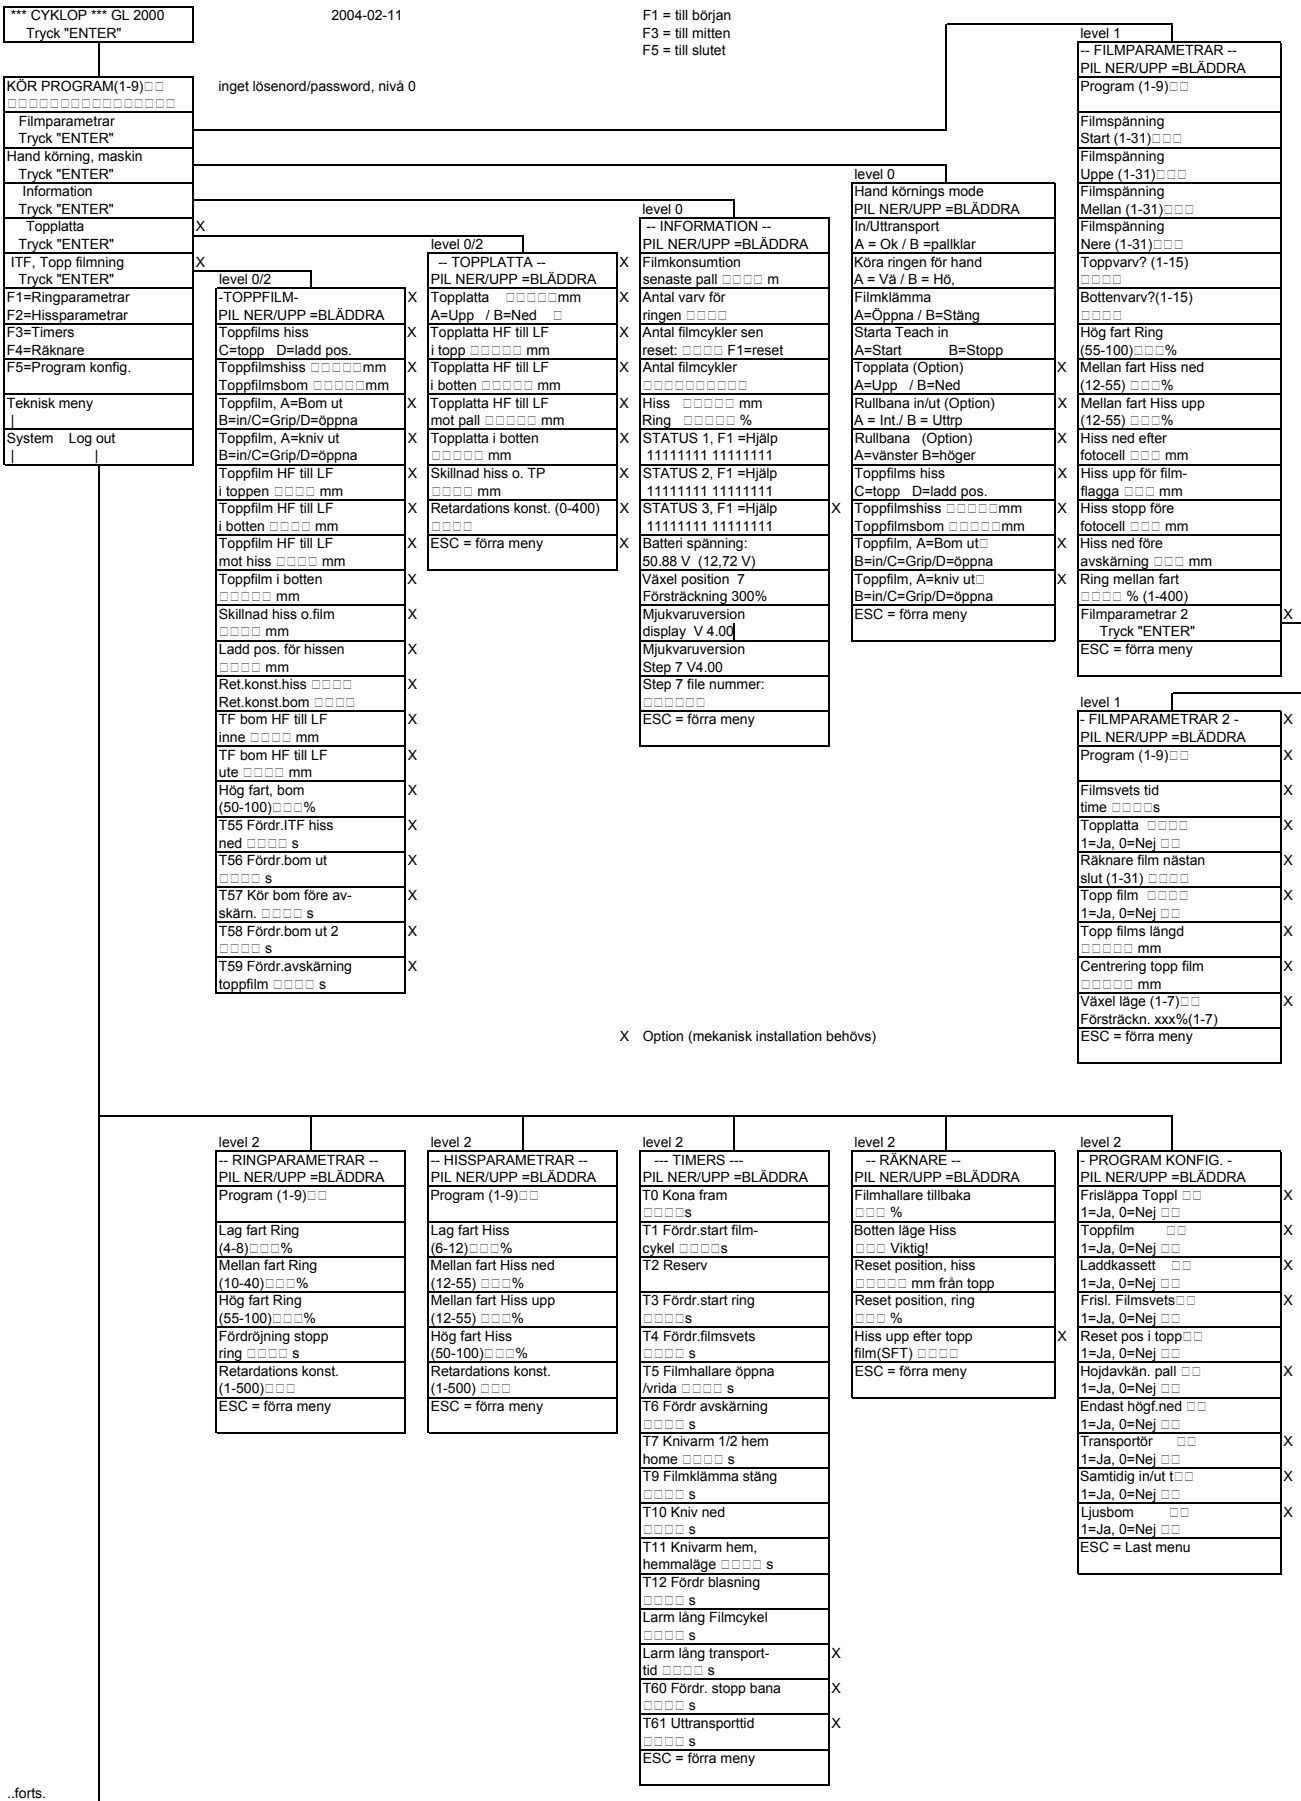 *** CYKLOP *** GL 2000
Tryck "ENTER"
2004-02-11
F1 = till början
F3 = till mitten
F5 = till slutet
KÖR PROGRAM(1-9)□□
□□□□□□□□□□□□□□□□
inget lösenord/password, nivå 0
Filmparametrar
Tryck "ENTER"
Hand körning, maskin
Tryck "ENTER"
Information
Tryck "ENTER"
Topplatta X
Tryck "ENTER"
ITF, Topp filmning X
Tryck "ENTER"
F1=Ringparametrar
F2=Hissparametrar
F3=Timers
F4=Räknare
F5=Program konfig.
Teknisk meny
|
System Log out
| |
level 0/2
-TOPPFILM- X
PIL NER/UPP =BLÄDDRA
Toppfilms hiss X
C=topp D=ladd pos.
Toppfilmshiss □□□□□mm X
Toppfilmsbom □□□□□mm
Toppfilm, A=Bom ut X
B=in/C=Grip/D=öppna
Toppfilm, A=kniv ut X
B=in/C=Grip/D=öppna
Toppfilm HF till LF X
i toppen □□□□ mm
Toppfilm HF till LF X
i botten □□□□ mm
Toppfilm HF till LF X
mot hiss □□□□ mm
Toppfilm i botten X
□□□□□ mm
Skillnad hiss o.film X
□□□□ mm
Ladd pos. för hissen X
□□□□ mm
Ret.konst.hiss □□□□ X
Ret.konst.bom □□□□
TF bom HF till LF X
inne □□□□ mm
TF bom HF till LF X
ute □□□□ mm
Hög fart, bom X
(50-100)□□□%
T55 Fördr.ITF hiss X
ned □□□□ s
T56 Fördr.bom ut X
□□□□ s
T57 Kör bom före av- X
skärn. □□□□ s
T58 Fördr.bom ut 2 X
□□□□ s
T59 Fördr.avskärning X
toppfilm □□□□ s
level 0/2
-- TOPPLATTA -- X
PIL NER/UPP =BLÄDDRA
Topplatta □□□□□mm X
A=Upp / B=Ned □
Topplatta HF till LF X
i topp □□□□□ mm
Topplatta HF till LF X
i botten □□□□□ mm
Topplatta HF till LF X
mot pall □□□□□ mm
Topplatta i botten X
□□□□□ mm
Skillnad hiss o. TP X
□□□□ mm
Retardations konst. (0-400) X
□□□□
ESC = förra meny X
level 0
-- INFORMATION --
PIL NER/UPP =BLÄDDRA
Filmkonsumtion
senaste pall □□□□ m
Antal varv för
ringen □□□□
Antal filmcykler sen
reset: □□□□ F1=reset
Antal filmcykler
□□□□□□□□□□
Hiss □□□□□ mm
Ring □□□□□ %
STATUS 1, F1 =Hjälp
11111111 11111111
STATUS 2, F1 =Hjälp
11111111 11111111
STATUS 3, F1 =Hjälp X
11111111 11111111
Batteri spänning:
50.88 V (12,72 V)
Växel position 7
Försträckning 300%
Mjukvaruversion
display V 4.00
Mjukvaruversion
Step 7 V4.00
Step 7 file nummer:
□□□□□□
ESC = förra meny
level 0
Hand körnings mode
PIL NER/UPP =BLÄDDRA
In/Uttransport
A = Ok / B =pallklar
Köra ringen för hand
A = Vä / B = Hö,
Filmklämma
A=Öppna / B=Stäng
Starta Teach in
A=Start B=Stopp
Topplata (Option) X
A=Upp / B=Ned
Rullbana in/ut (Option) X
A = Int./ B = Uttrp
Rullbana (Option) X
A=vänster B=höger
Toppfilms hiss X
C=topp D=ladd pos.
Toppfilmshiss □□□□□mm X
Toppfilmsbom □□□□□mm
Toppfilm, A=Bom ut□ X
B=in/C=Grip/D=öppna
Toppfilm, A=kniv ut□ X
B=in/C=Grip/D=öppna
ESC = förra meny
level 1
-- FILMPARAMETRAR --
PIL NER/UPP =BLÄDDRA
Program (1-9)□□
Filmspänning
Start (1-31)□□□
Filmspänning
Uppe (1-31)□□□
Filmspänning
Mellan (1-31)□□□
Filmspänning
Nere (1-31)□□□
Toppvarv? (1-15)
□□□□
Bottenvarv?(1-15)
□□□□
Hög fart Ring
(55-100)□□□%
Mellan fart Hiss ned
(12-55) □□□%
Mellan fart Hiss upp
(12-55) □□□%
Hiss ned efter
fotocell □□□ mm
Hiss upp för film-
flagga □□□ mm
Hiss stopp före
fotocell □□□ mm
Hiss ned före
avskärning □□□ mm
Ring mellan fart
□□□□ % (1-400)
Filmparametrar 2 X
Tryck "ENTER"
ESC = förra meny
level 1
- FILMPARAMETRAR 2 - X
PIL NER/UPP =BLÄDDRA
Program (1-9)□□ X
Filmsvets tid X
time □□□□s
Topplatta □□□□ X
1=Ja, 0=Nej □□
Räknare film nästan X
slut (1-31) □□□□
Topp film □□□□ X
1=Ja, 0=Nej □□
Topp films längd X
□□□□□ mm
Centrering topp film X
□□□□□ mm
Växel läge (1-7)□□ X
Försträckn. xxx%(1-7)
ESC = förra meny
X Option (mekanisk installation behövs)
level 2
-- RINGPARAMETRAR --
PIL NER/UPP =BLÄDDRA
Program (1-9)□□
Lag fart Ring
(4-8)□□□%
Mellan fart Ring
(10-40)□□□%
Hög fart Ring
(55-100)□□□%
Fördröjning stopp
ring □□□□ s
Retardations konst.
(1-500)□□□
ESC = förra meny
level 2
-- HISSPARAMETRAR --
PIL NER/UPP =BLÄDDRA
Program (1-9)□□
Lag fart Hiss
(6-12)□□□%
Mellan fart Hiss ned
(12-55) □□□%
Mellan fart Hiss upp
(12-55) □□□%
Hög fart Hiss
(50-100)□□□%
Retardations konst.
(1-500) □□□
ESC = förra meny
level 2
--- TIMERS ---
PIL NER/UPP =BLÄDDRA
T0 Kona fram
□□□□s
T1 Fördr.start film-
cykel □□□□s
T2 Reserv
T3 Fördr.start ring
□□□□s
T4 Fördr.filmsvets
□□□□ s
T5 Filmhallare öppna
/vrida □□□□ s
T6 Fördr avskärning
□□□□ s
T7 Knivarm 1/2 hem
home □□□□ s
T9 Filmklämma stäng
□□□□ s
T10 Kniv ned
□□□□ s
T11 Knivarm hem,
hemmaläge □□□□ s
T12 Fördr blasning
□□□□ s
Larm lång Filmcykel
□□□□ s
Larm lång transport- X
tid □□□□ s
T60 Fördr. stopp bana X
□□□□ s
T61 Uttransporttid X
□□□□ s
ESC = förra meny
level 2
-- RÄKNARE --
PIL NER/UPP =BLÄDDRA
Filmhallare tillbaka
□□□ %
Botten läge Hiss
□□□ Viktig!
Reset position, hiss
□□□□□ mm från topp
Reset position, ring
□□□ %
Hiss upp efter topp X
film(SFT) □□□□
ESC = förra meny
level 2
- PROGRAM KONFIG. -
PIL NER/UPP =BLÄDDRA
Frisläppa Toppl □□ X
1=Ja, 0=Nej □□
Toppfilm □□ X
1=Ja, 0=Nej □□
Laddkassett □□ X
1=Ja, 0=Nej □□
Frisl. Filmsvets□□ X
1=Ja, 0=Nej □□
Reset pos i topp□□
1=Ja, 0=Nej □□
Hojdavkän. pall □□ X
1=Ja, 0=Nej □□
Endast högf.ned □□
1=Ja, 0=Nej □□
Transportör □□ X
1=Ja, 0=Nej □□
Samtidig in/ut t□□ X
1=Ja, 0=Nej □□
Ljusbom □□ X
1=Ja, 0=Nej □□
ESC = Last menu
..forts.